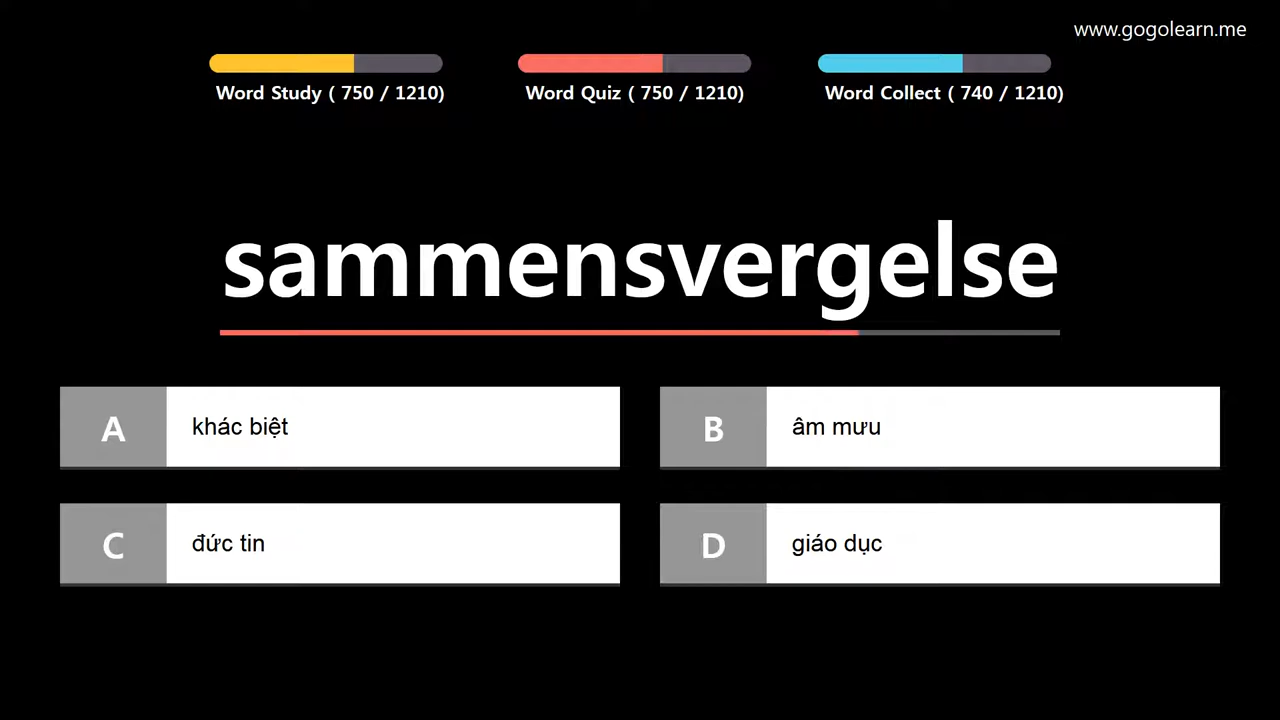 www.gogolearn.me
Word Study ( 750 / 1210)
Word Quiz ( 750 / 1210)
Word Collect ( 740 / 1210)
sammensvergelse
A khác biệt
B âm mưu
C đức tin
D giáo dục